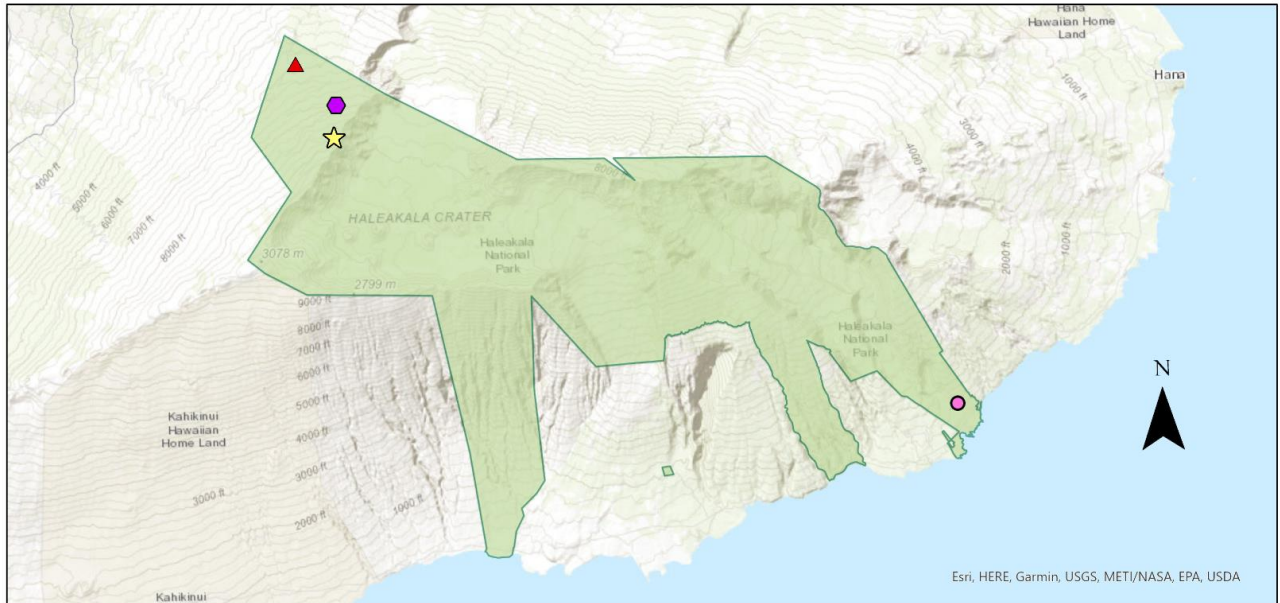 Hana
Hawaiian Home
Land
Hana
1000 ft
3000 ft
4000 ft
4000 ft
5000 ft
6000 ft
7000 ft
8000 ft
HALEAKALA CRATER
Haleakala
National
Park
2000 ft
1000 ft
3078 m
2799 m
9000 ft
8000 ft
7000 ft
6000 ft
5000 ft
4000 ft
3000 ft
2000 ft
1000 ft
3000 ft
Haleakala
National
Park
N
Kahikinui
Hawaiian
Home Land
Esri, HERE, Garmin, USGS, METI/NASA, EPA, USDA
Kahikinui